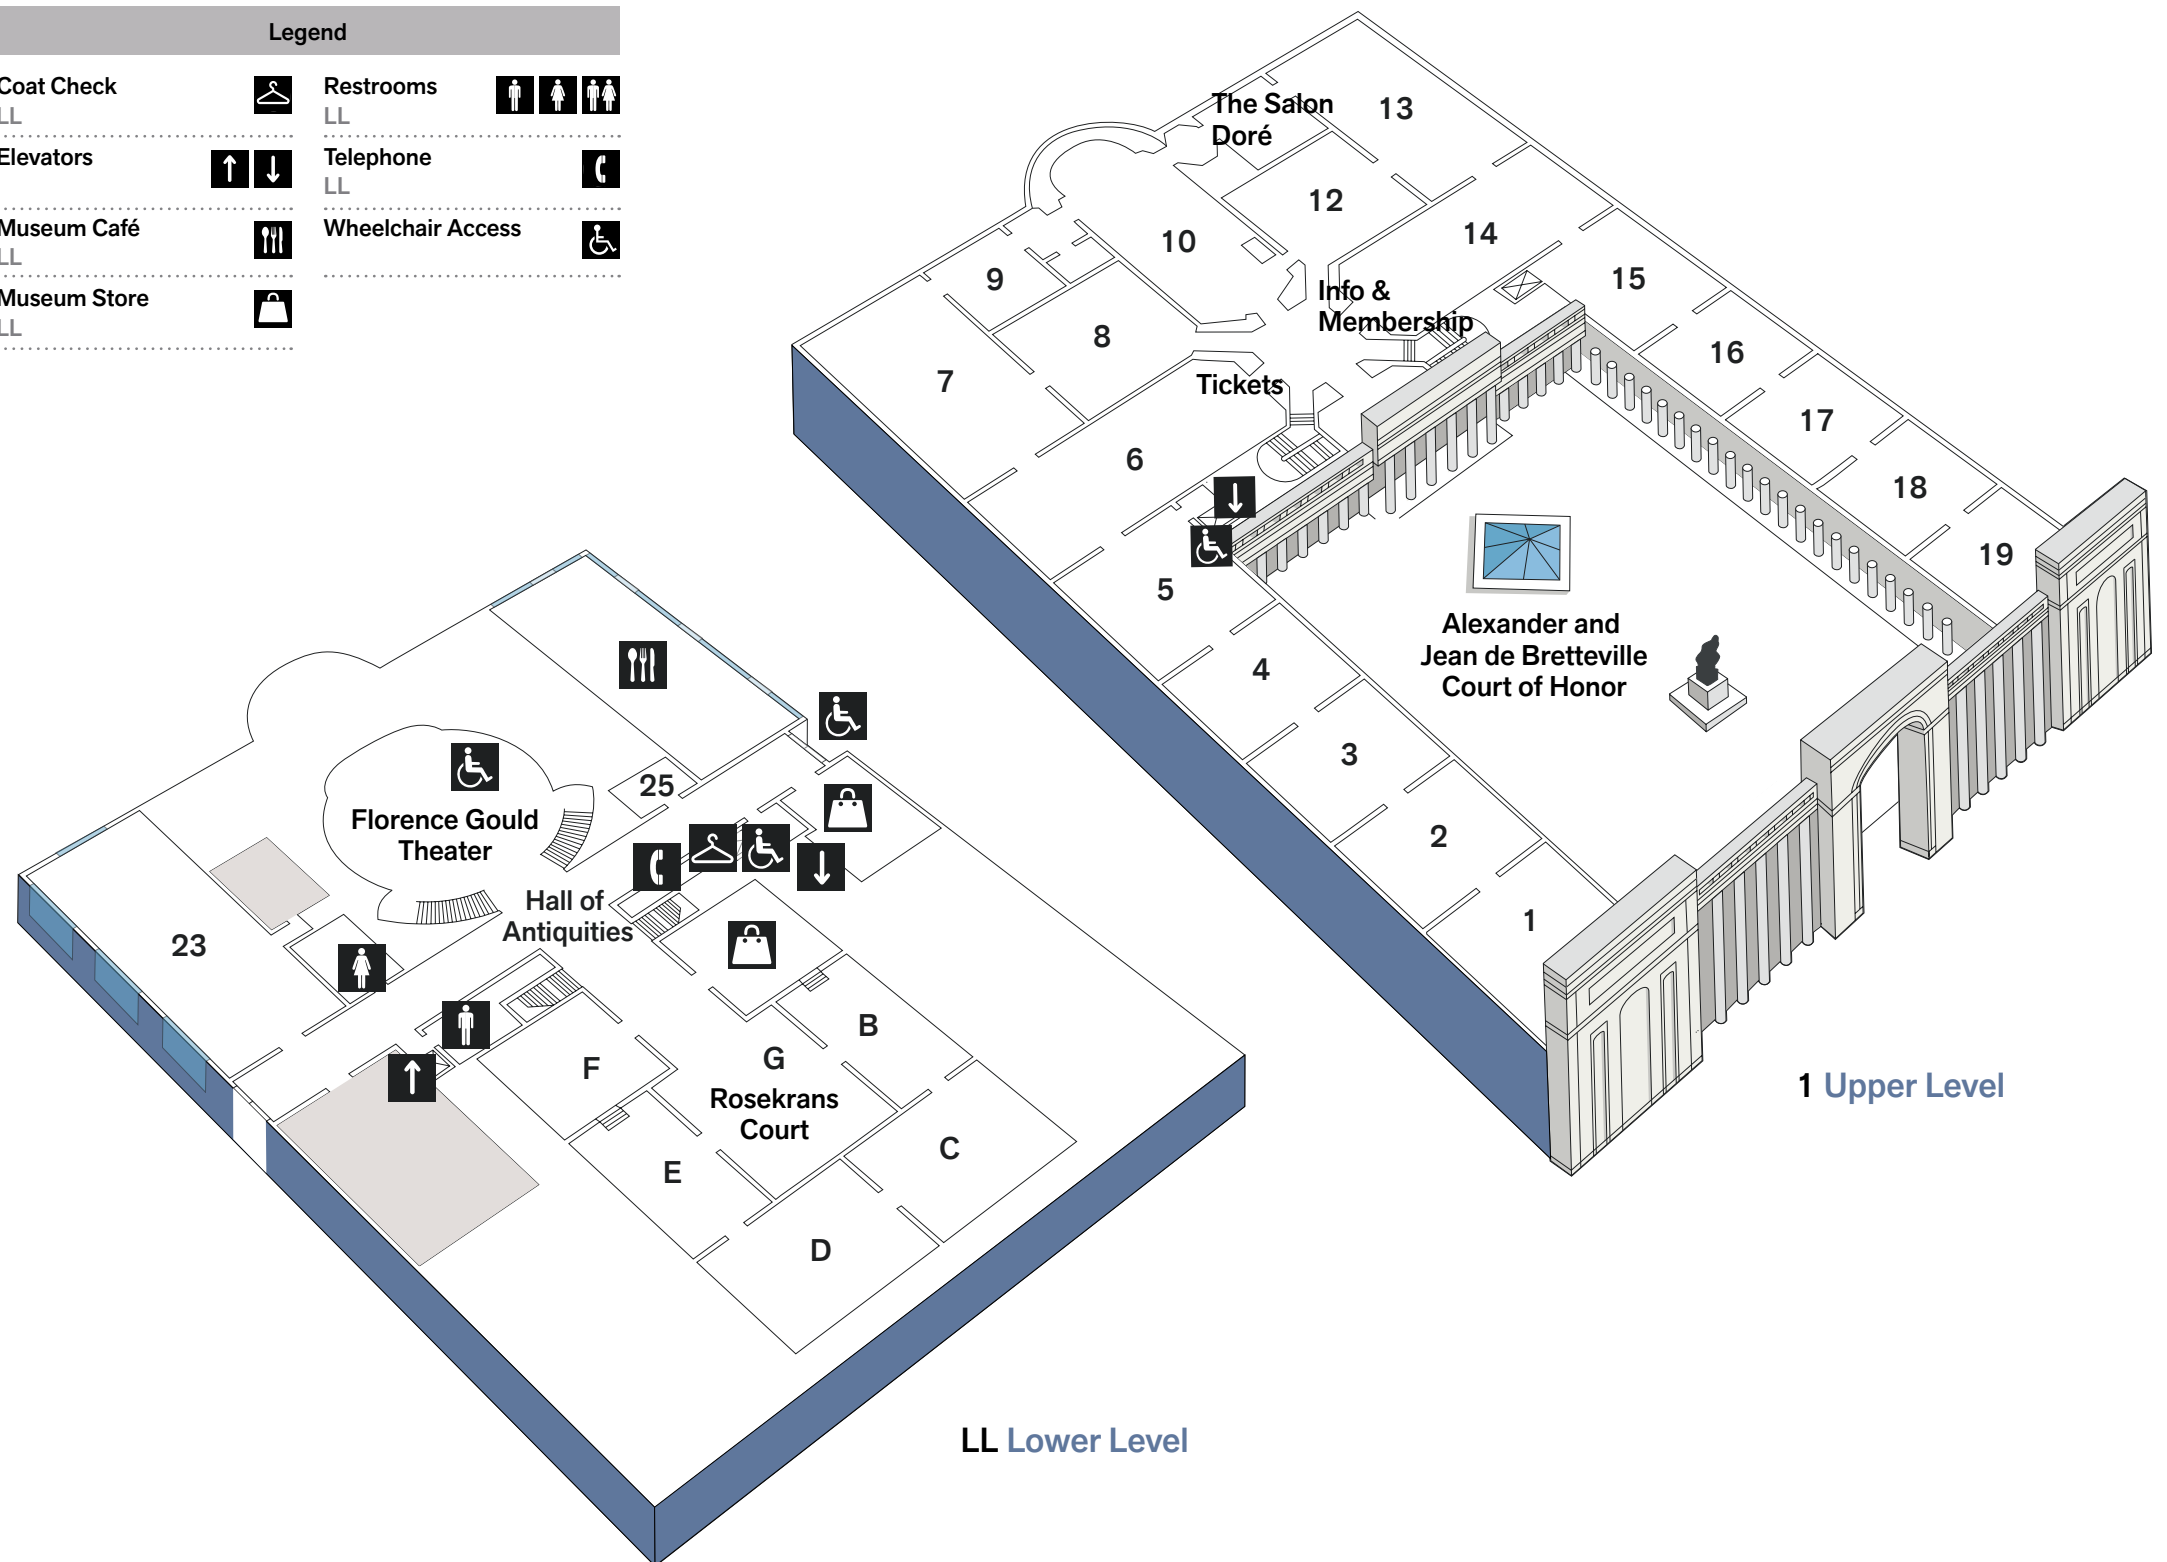 Legend
Coat Check
LL
Elevators
Museum Café
LL
Museum Store
LL
Restrooms
LL
Telephone
LL
Wheelchair Access
The Salon
Doré
13
12
14
10
9
15
Info &
Membership
8
16
7
Tickets
17
6
18
19
5
Alexander and
Jean de Bretteville
Court of Honor
4
3
2
1
1 Upper Level
25
Florence Gould
Theater
Hall of
Antiquities
23
B
F
G
Rosekrans
Court
E
C
D
LL Lower Level